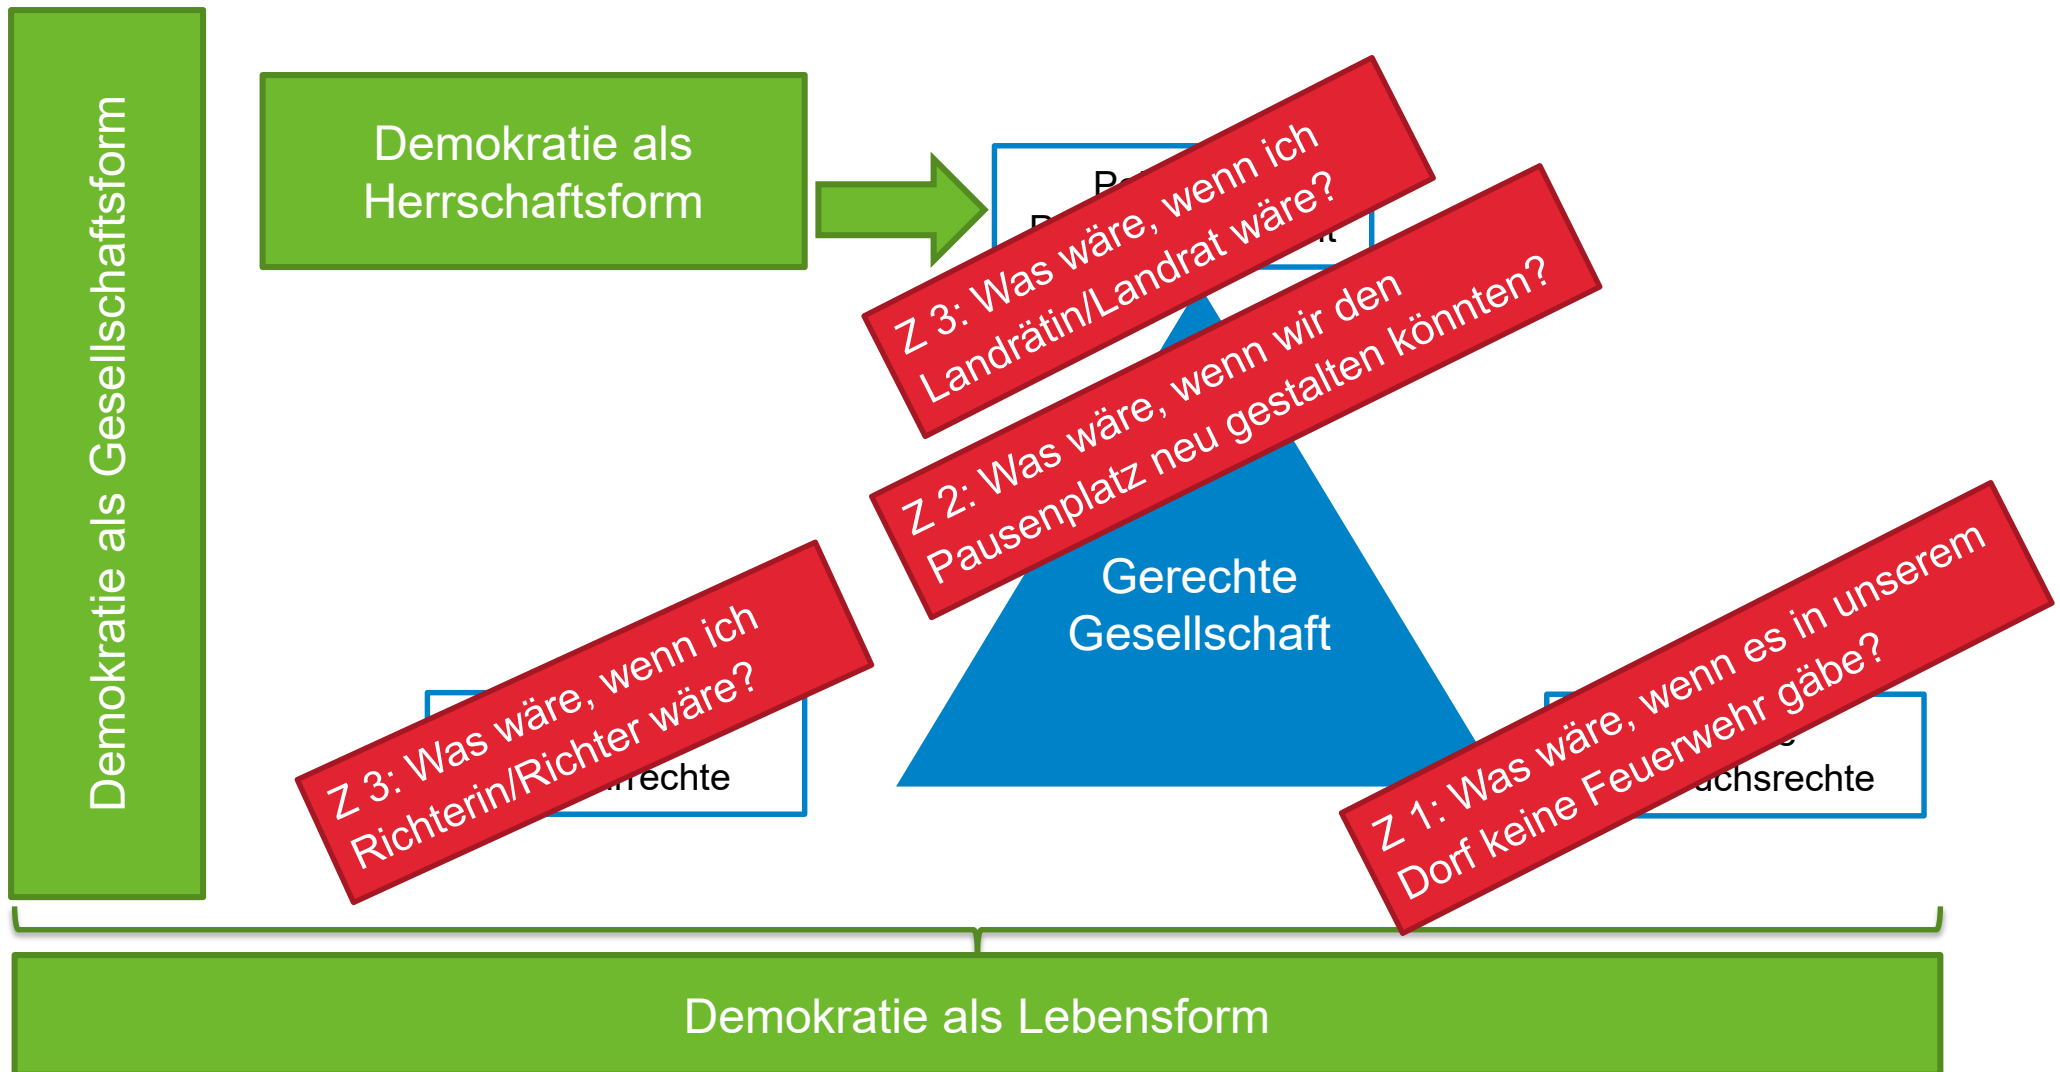 Demokratie als Gesellschaftsform
Demokratie als
Herrschaftsform
Z 3: Was wäre, wenn ich
Landrätin/Landrat wäre?
Z 2: Was wäre, wenn wir den
Pausenplatz neu gestalten könnten?
Gerechte
Gesellschaft
Z 3: Was wäre, wenn ich
Richterin/Richter wäre?
Z 1: Was wäre, wenn es in unserem
Dorf keine Feuerwehr gäbe?
Demokratie als Lebensform